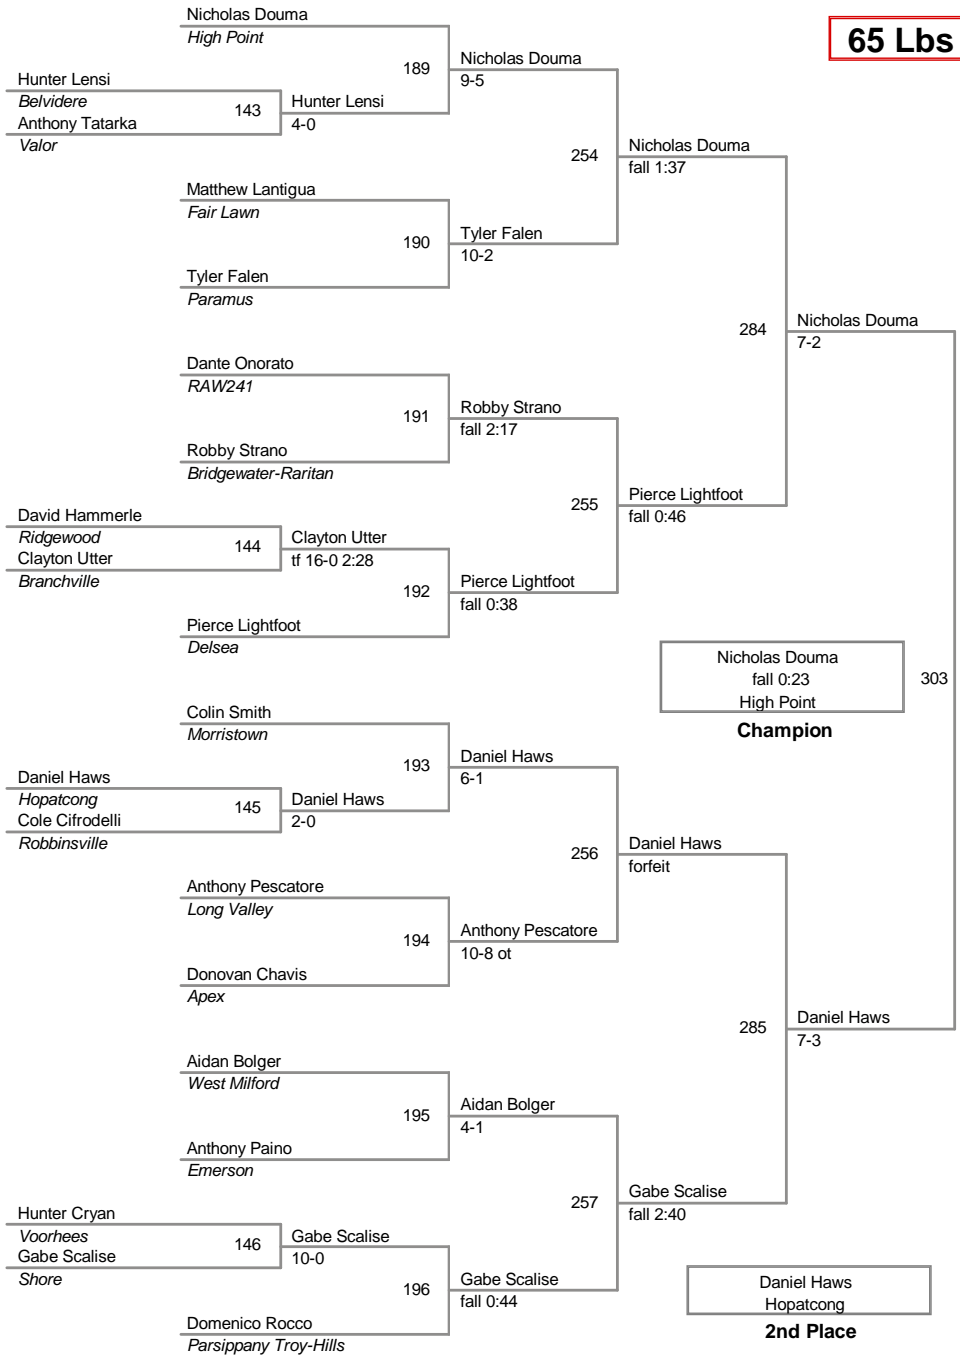 Nicholas Douma
High Point
65 Lbs
189
Nicholas Douma
9-5
Hunter Lensi
Belvidere
143
Hunter Lensi
4-0
Anthony Tatarka
Valor
254
Nicholas Douma
fall 1:37
Matthew Lantigua
Fair Lawn
190
Tyler Falen
10-2
Tyler Falen
Paramus
284
Nicholas Douma
7-2
Dante Onorato
RAW241
191
Robby Strano
fall 2:17
Robby Strano
Bridgewater-Raritan
255
Pierce Lightfoot
fall 0:46
David Hammerle
Ridgewood
144
Clayton Utter
tf 16-0 2:28
Clayton Utter
Branchville
192
Pierce Lightfoot
fall 0:38
Pierce Lightfoot
Delsea
Nicholas Douma
fall 0:23
High Point
303
Champion
Colin Smith
Morristown
193
Daniel Haws
6-1
Daniel Haws
Hopatcong
145
Daniel Haws
2-0
Cole Cifrodelli
Robbinsville
256
Daniel Haws
forfeit
Anthony Pescatore
Long Valley
194
Anthony Pescatore
10-8 ot
Donovan Chavis
Apex
285
Daniel Haws
7-3
Aidan Bolger
West Milford
195
Aidan Bolger
4-1
Anthony Paino
Emerson
257
Gabe Scalise
fall 2:40
Hunter Cryan
Voorhees
146
Gabe Scalise
10-0
Gabe Scalise
Shore
196
Gabe Scalise
fall 0:44
Domenico Rocco
Parsippany Troy-Hills
Daniel Haws
Hopatcong
2nd Place